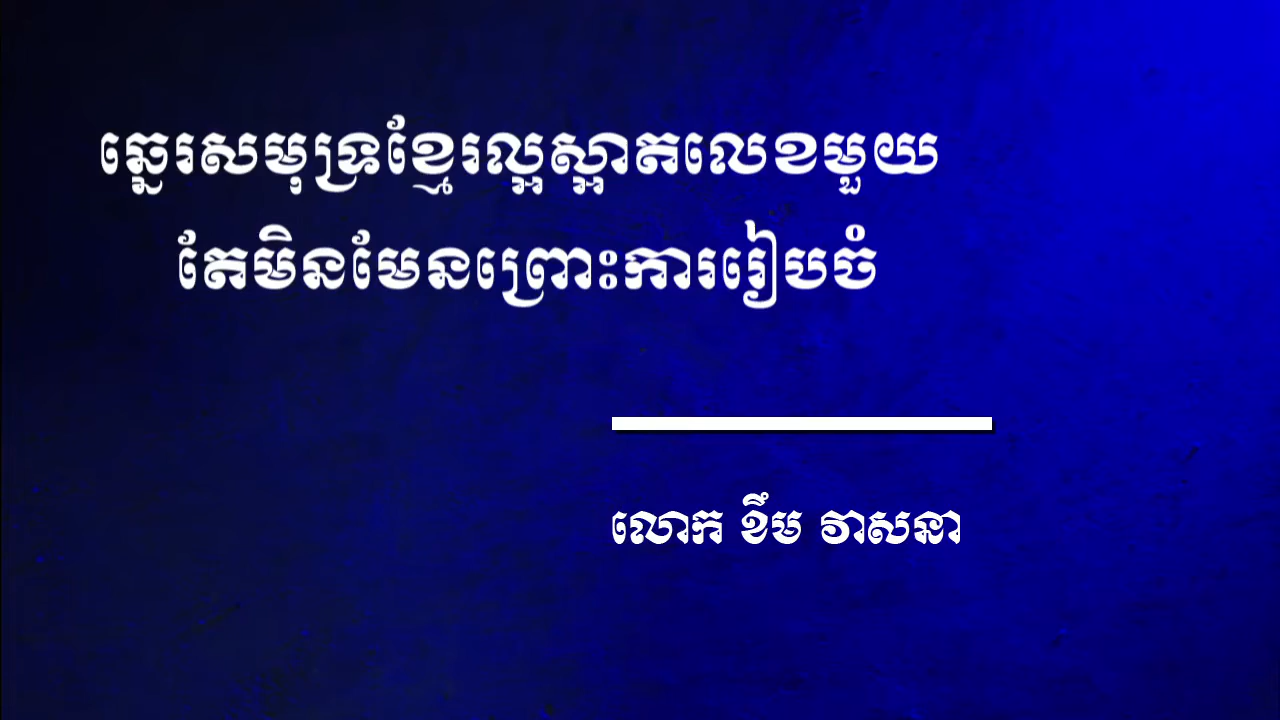 ឆ្នេរសមុទ្រខ្មែរល្អស្អាតលេខមួយ
តែមិនមែនព្រោះការរៀបចំ
លោក ខឹម វាសនា